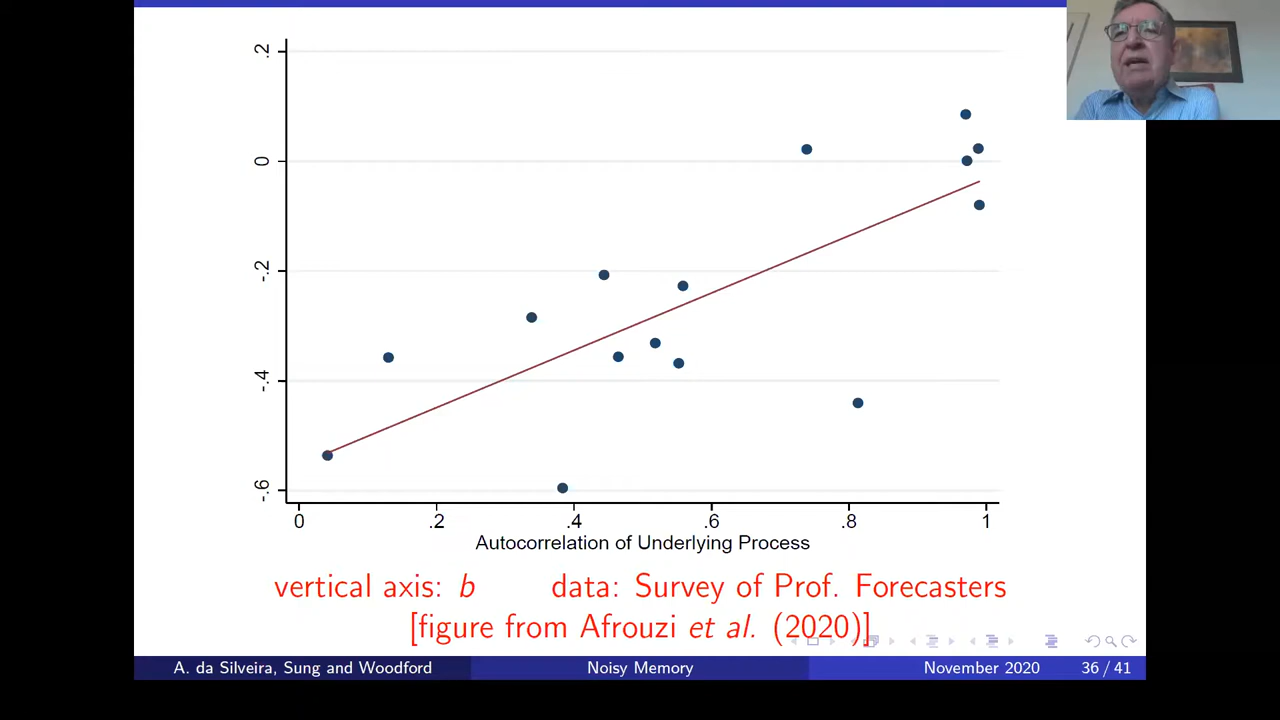 .2
0
-.2
-.4
-.6
0 .2 .4 .6 .8 1
Autocorrelation of Underlying Process
vertical axis: b data: Survey of Prof. Forecasters
[figure from Afrouzi et al. (2020)]
A. da Silveira, Sung and Woodford Noisy Memory November 2020 36 / 41